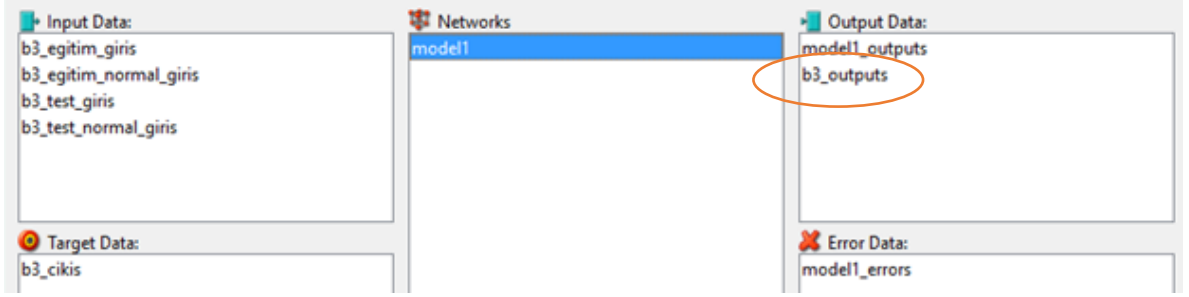 Input Data:
b3_egitim_giris
b3_egitim_normal_giris
b3_test_giris
b3_test_normal_giris
Target Data:
b3_cikis
Networks
model1
Output Data:
model1_outputs
b3_outputs
Error Data:
model1_errors